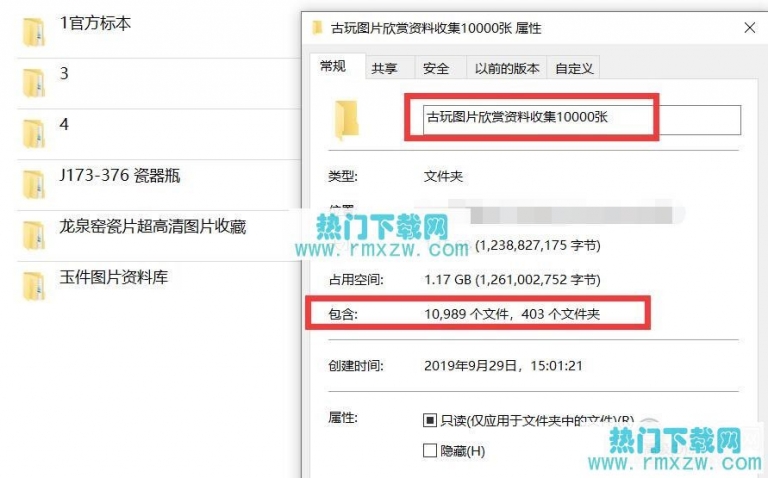 1官方标本
3
4
J173-376 瓷器瓶
龙泉窑瓷片超高清图片收藏
玉件图片资料库
古玩图片欣赏资料收集10000张 属性
常规 共享 安全 以前的版本 自定义
古玩图片欣赏资料收集10000张
类型: 文件夹
热门下载网
www.rmxzw.com
(1,238,827,175 字节)
占用空间: 1.17 GB (1,261,002,752 字节)
包含: 10,989 个文件, 403 个文件夹
创建时间: 2019年9月29日, 15:01:21
属性: 只读(仅应用于文件夹中的文件)(R)
隐藏(H)
热门下载网
www.rmxzw.com